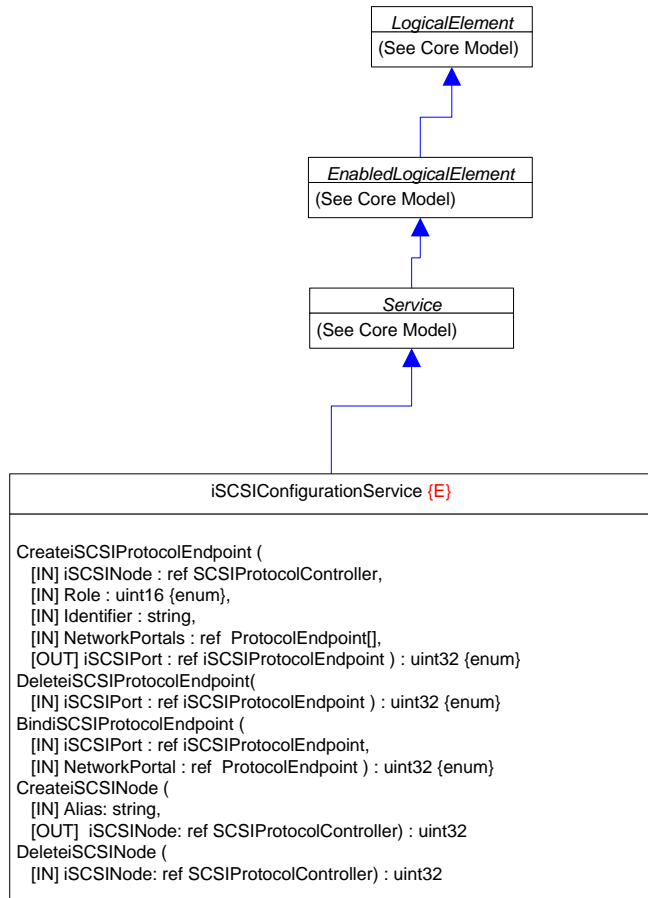 LogicalElement
(See Core Model)
EnabledLogicalElement
(See Core Model)
Service
(See Core Model)
iSCSIConfigurationService {E}
CreateiSCSIProtocolEndpoint (
[IN] iSCSINode : ref SCSIProtocolController,
[IN] Role : uint16 {enum},
[IN] Identifier : string,
[IN] NetworkPortals : ref  ProtocolEndpoint[],
[OUT] iSCSIPort : ref iSCSIProtocolEndpoint ) : uint32 {enum}
DeleteiSCSIProtocolEndpoint(
[IN] iSCSIPort : ref iSCSIProtocolEndpoint ) : uint32 {enum}
BindiSCSIProtocolEndpoint (
[IN] iSCSIPort : ref iSCSIProtocolEndpoint,
[IN] NetworkPortal : ref  ProtocolEndpoint ) : uint32 {enum}
CreateiSCSINode (
[IN] Alias: string,
[OUT]  iSCSINode: ref SCSIProtocolController) : uint32
DeleteiSCSINode (
[IN] iSCSINode: ref SCSIProtocolController) : uint32